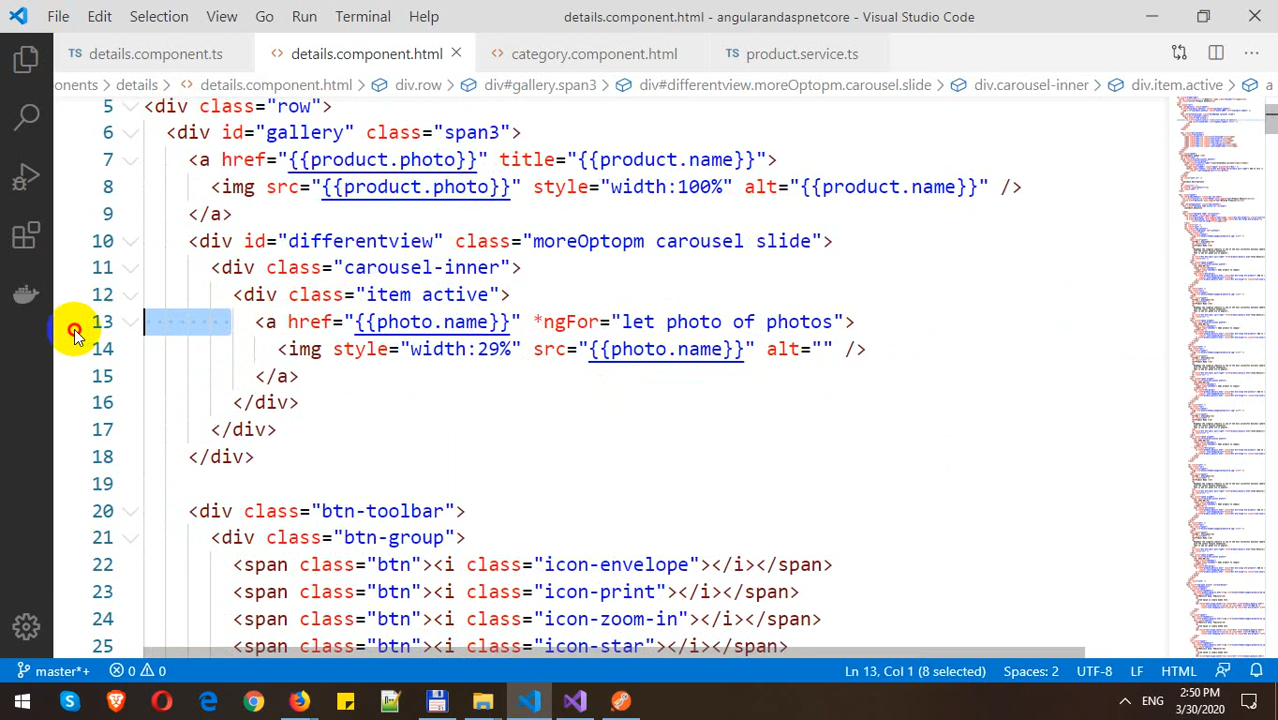 File Edit Selection View Go Run Terminal Help details.component.html - angularandaspnetcore - Visual Studio Code
TS details.component.ts <> details.component.html × <> category.component.html TS product.service.ts
onents > details > <> details.component.html > div.row > div#gallery.span3 > div#differentview.moreOptopm.carousel.slide > div.carousel-inner > div.item.active > a
5 <div class="row">
6 <div id="gallery" class="span3">
7 <a href="{{product.photo}}" title="{{product.name}}">
8 <img src="{{product.photo}}" style="width:100%" alt="{{product.name}}" />
9 </a>
10 <div id="differentview" class="moreOptopm carousel slide">
11 <div class="carousel-inner">
12 <div class="item active">
13 <a href="{{photo.name}}" *ngFor="let photo of photos">
14 <img style="width:29%" src="{{photo.name}}" alt="" />
15 </a>
16 </div>
17 </div>
18 </div>
19
20 <div class="btn-toolbar">
21 <div class="btn-group">
22 <span class="btn"><i class="icon-envelope"></i></span>
23 <span class="btn"><i class="icon-print"></i></span>
24 <span class="btn"><i class="icon-zoom-in"></i></span>
25 <span class="btn"><i class="icon-star"></i></span>
master*+ 0 0 Ln 13, Col 1 (8 selected) Spaces: 2 UTF-8 LF HTML
ENG 2:50 PM
3/30/2020